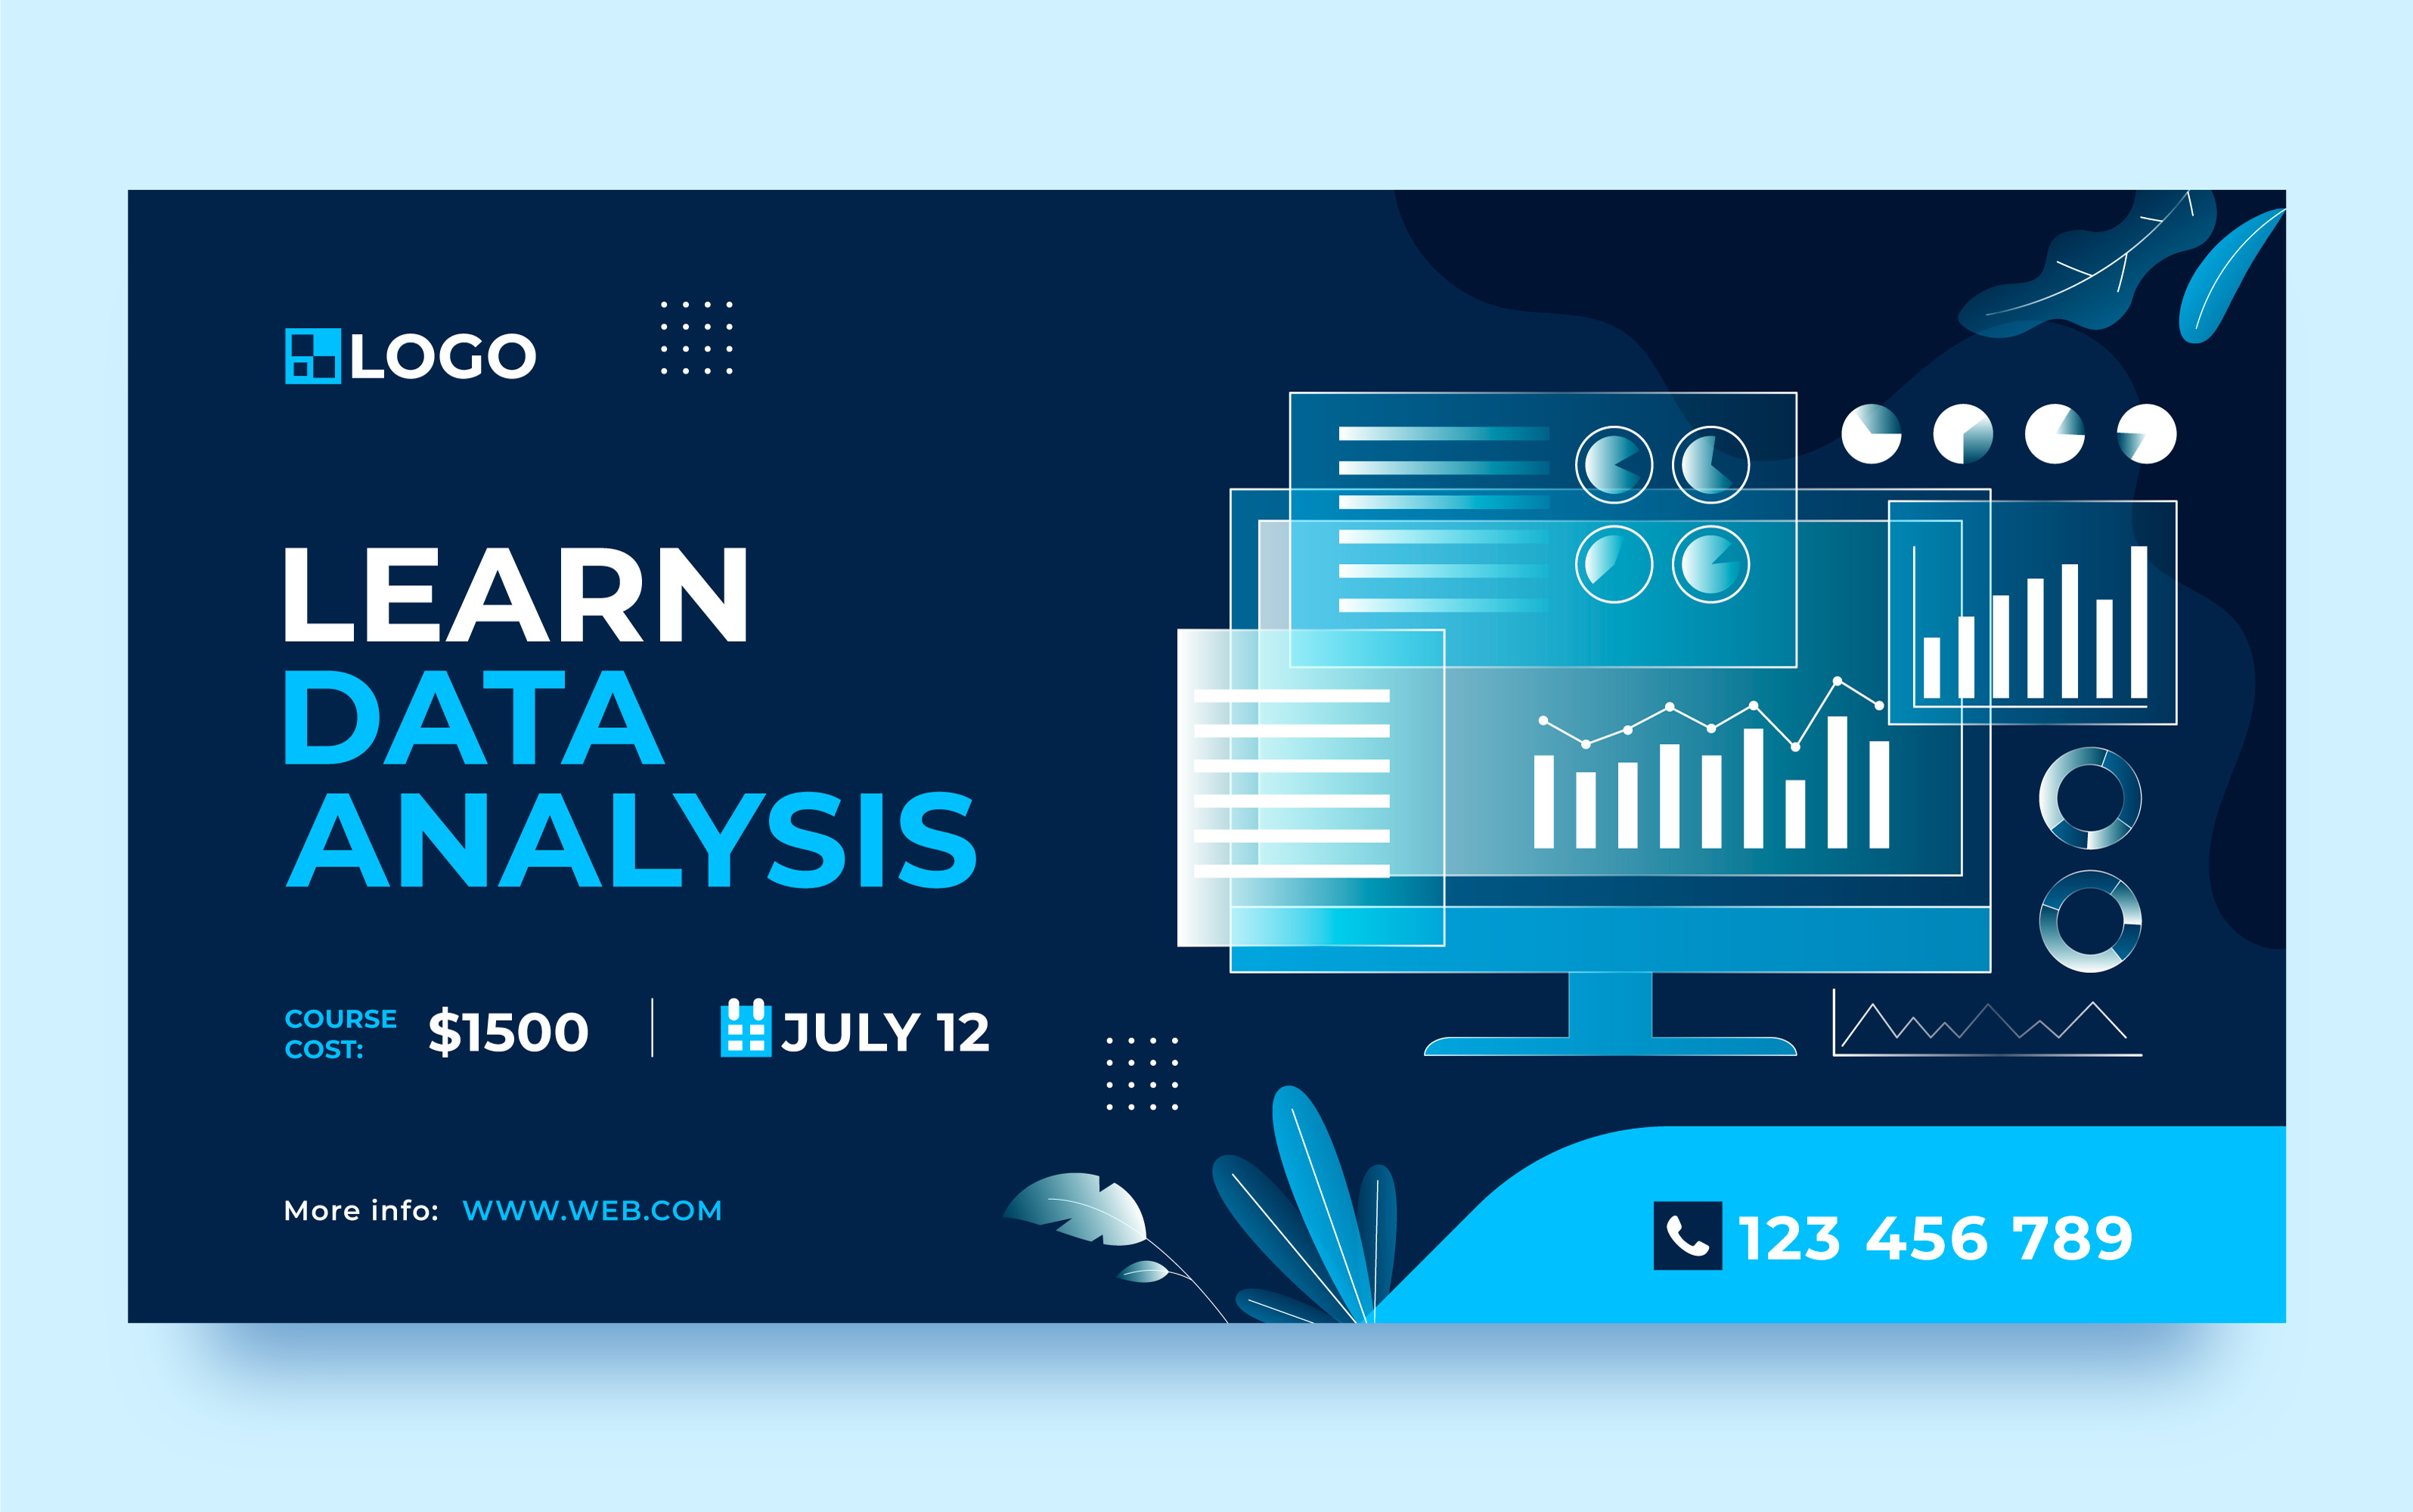 LOGO
LEARN
DATA
ANALYSIS
COURSE
COST:
$1500
JULY 12
More info: WWW.WEB.COM
123 456 789